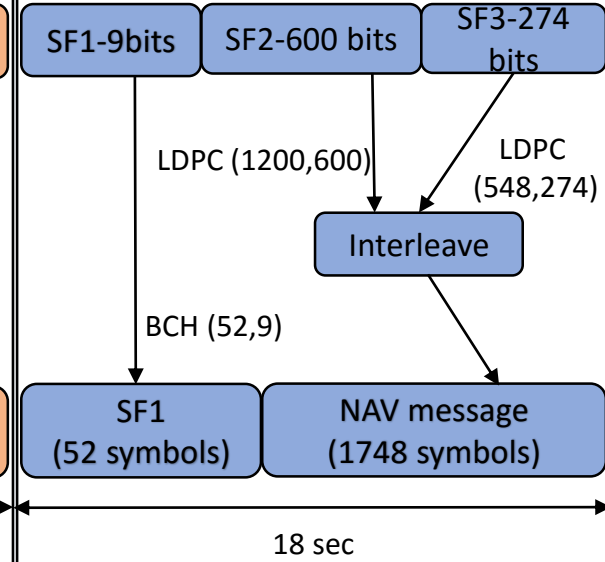 SF1-9bits
SF2-600 bits
SF3-274
bits
LDPC (1200,600)
LDPC
(548,274)
Interleave
BCH (52,9)
SF1
(52 symbols)
NAV message
(1748 symbols)
18 sec